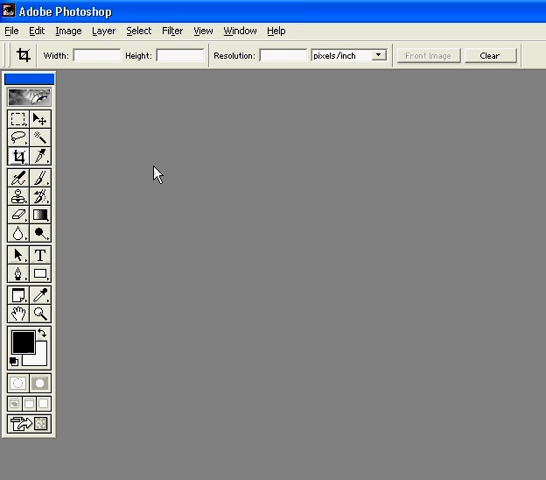 Adobe Photoshop
File Edit Image Layer Select Filter View Window Help
Width: Height: Resolution: pixels/inch Front Image Clear
T